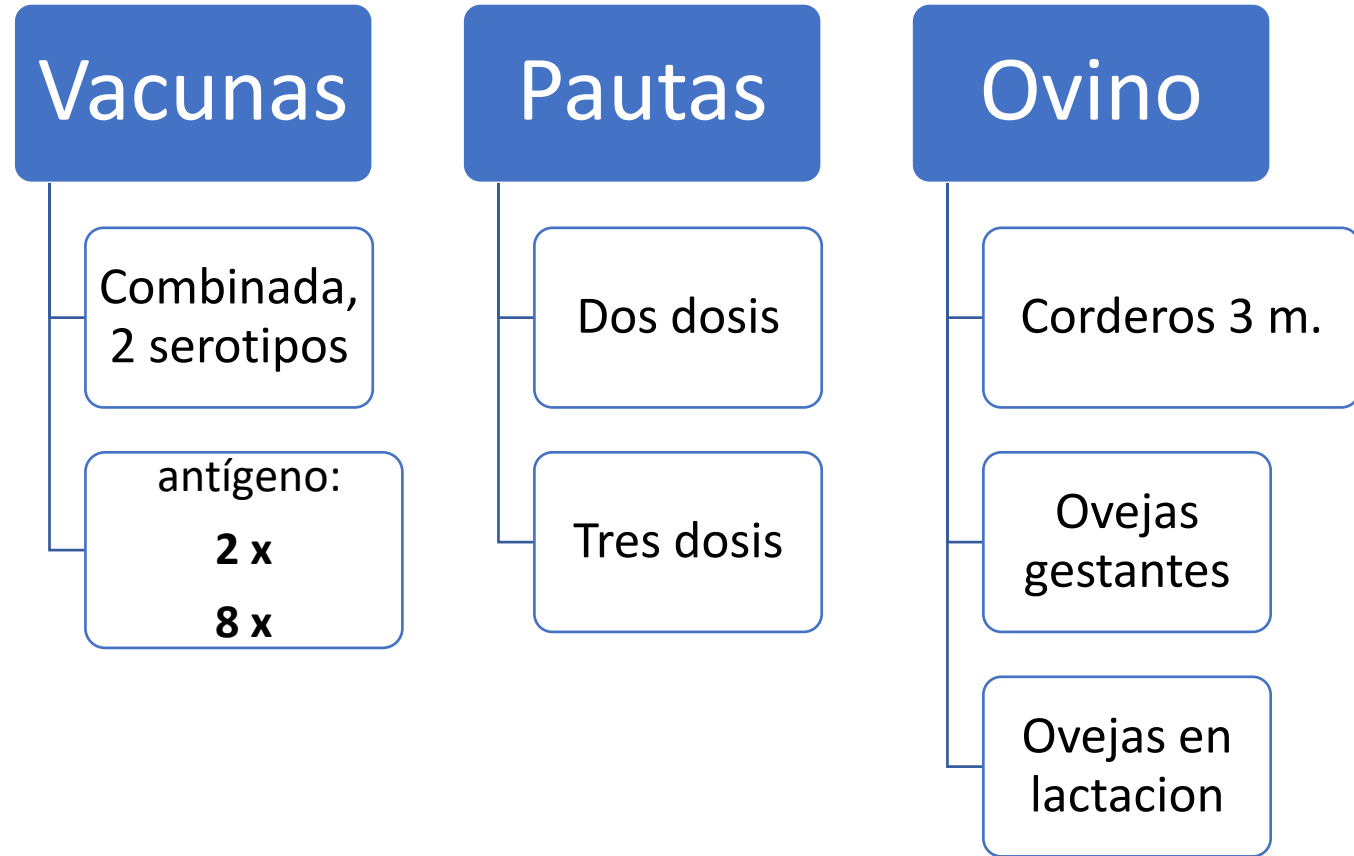 Vacunas
Combinada,
2 serotipos
antígeno:
2 x
8 x
Pautas
Dos dosis
Tres dosis
Ovino
Corderos 3 m.
Ovejas
gestantes
Ovejas en
lactacion